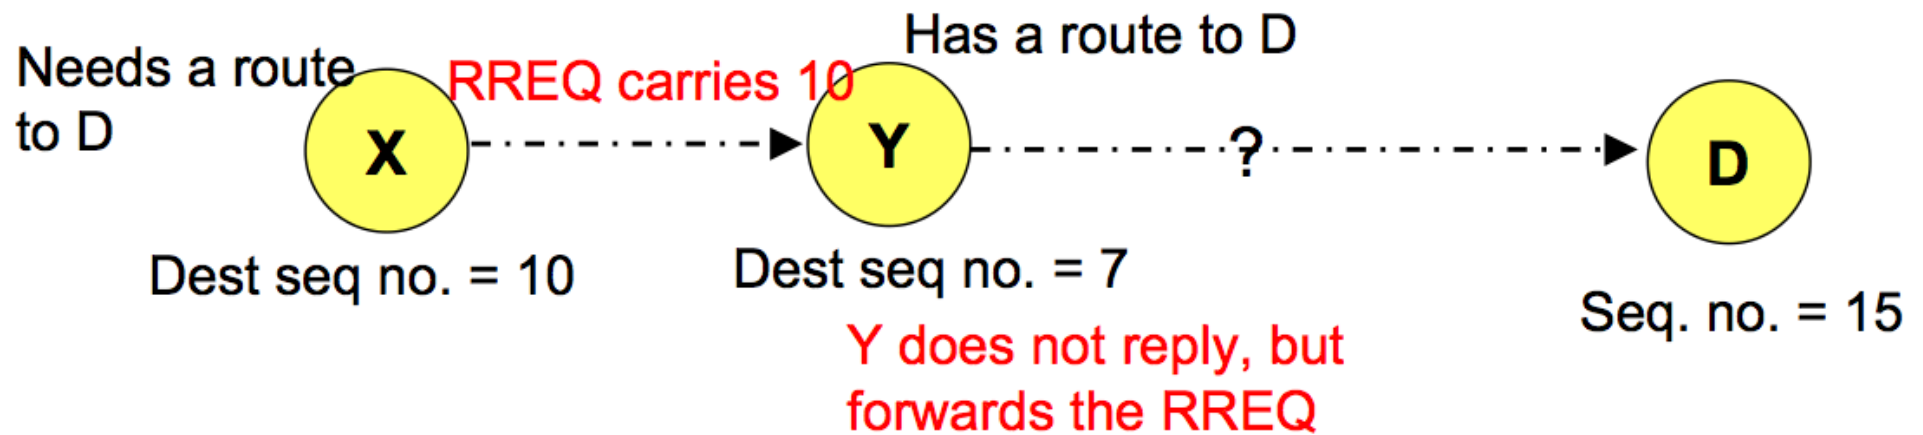 Has a route to D
Needs a route
to D
RREQ carries 10
X
Y
?
D
Dest seq no. = 10
Dest seq no. = 7
Seq. no. = 15
Y does not reply, but
forwards the RREQ